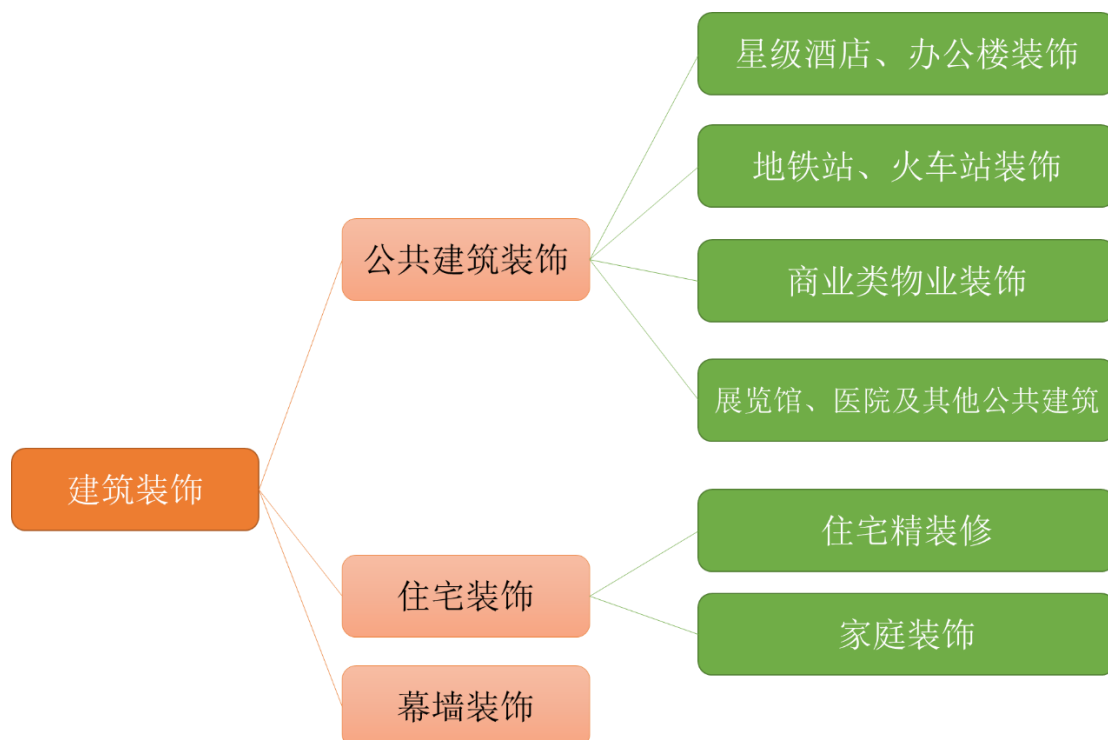 星级酒店、办公楼装饰
地铁站、火车站装饰
公共建筑装饰
商业类物业装饰
展览馆、医院及其他公共建筑
建筑装饰
住宅精装修
住宅装饰
家庭装饰
幕墙装饰